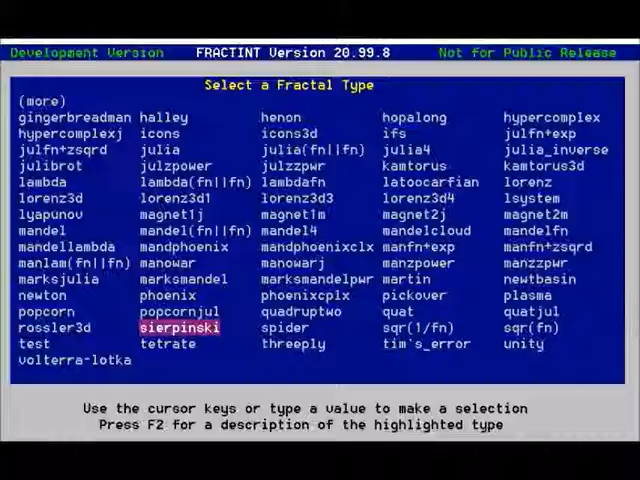 Development Version FRACTINT Version 20.99.8 Not for Public Release
Select a Fractal Type
(more)
gingerbreadman halley henon hopalong hypercomplex
hypercomplexj icons icons3d ifs julfn+exp
julfn+zsqrd julia julia(fn||fn) julia4 julia_inverse
julibrot julzpower julzzpwr kamtorus kamtorus3d
lambda lambda(fn||fn) lambdafn latoocarfian lorenz
lorenz3d lorenz3d1 lorenz3d3 lorenz3d4 lsystem
lyapunov magnet1j magnet1m magnet2j magnet2m
mandel mandel(fn||fn) mandel4 mandelcloud mandelfn
mandellambda mandphoenix mandphoenixclx manfn+exp manfn+zsqrd
manlam(fn||fn) manowar manowarj manzpower manzzpwr
marksjulia marksmandel marksmandelpwr martin newtbasin
newton phoenix phoenixcplx pickover plasma
popcorn popcornjul quadruptwo quat quatjul
rossler3d sierpinski spider sqr(1/fn) sqr(fn)
test tetrate threeply tim's_error unity
volterra-lotka
Use the cursor keys or type a value to make a selection
Press F2 for a description of the highlighted type